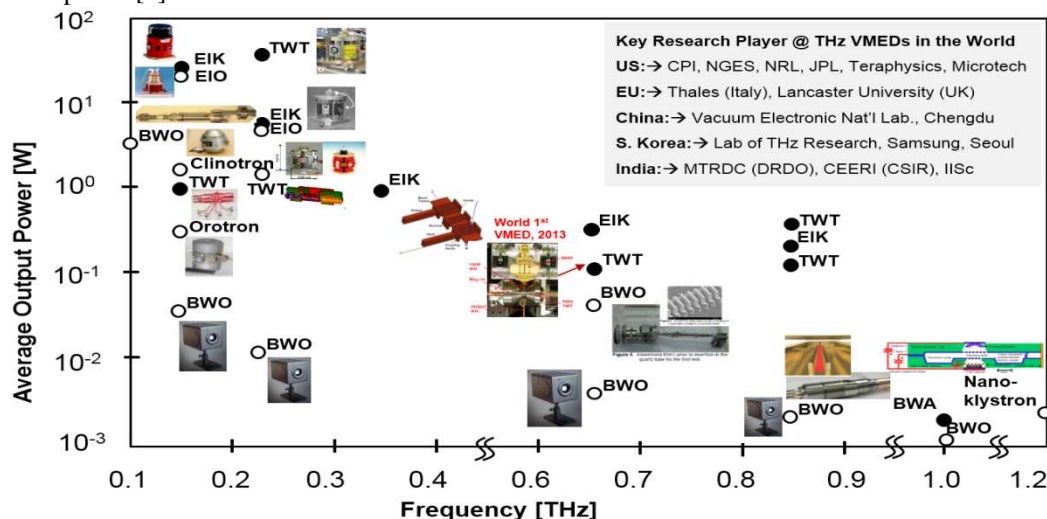 10²
10¹
10⁰
10⁻¹
10⁻²
10⁻³
Average Output Power [W]
EIK
EIO
TWT
BWO
EIK
EIO
Clinotron
TWT
TWT
EIK
Orotron
BWO
BWO
World 1st
VMED, 2013
EIK
TWT
BWO
BWO
TWT
EIK
TWT
BWO
Nano-
klystron
BWA
BWO
Key Research Player @ THz VMEDs in the World
US:→ CPI, NGES, NRL, JPL, Teraphysics, Microtech
EU:→ Thales (Italy), Lancaster University (UK)
China:→ Vacuum Electronic Nat'l Lab., Chengdu
S. Korea:→ Lab of THz Research, Samsung, Seoul
India:→ MTRDC (DRDO), CEERI (CSIR), IISc
0.1 0.2 0.3 0.4 0.6 0.7 0.8 0.9 1.0 1.2
Frequency [THz]